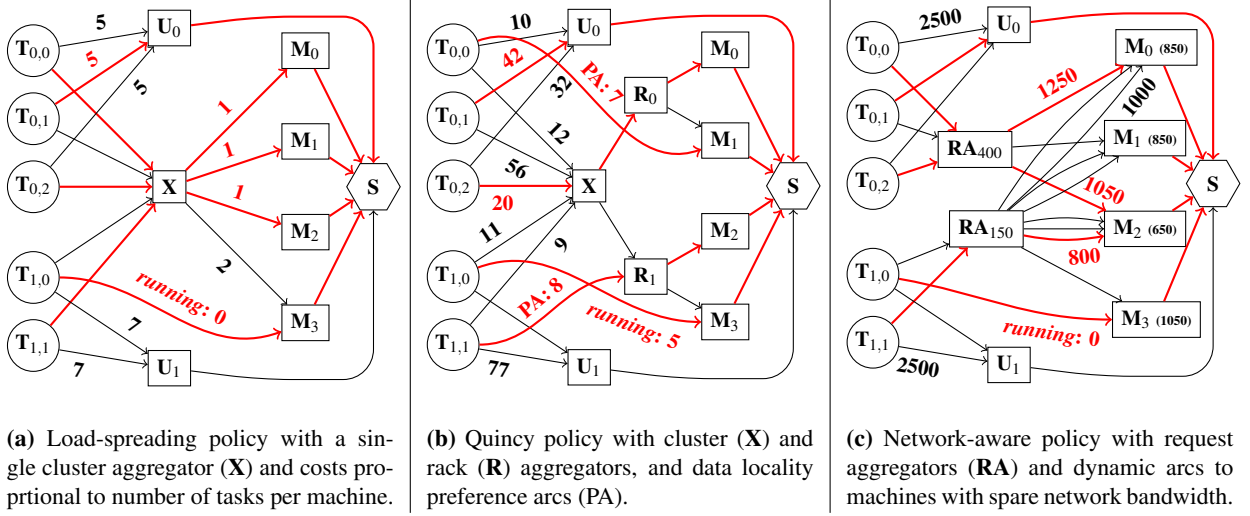 5
U0
T0,0
5
M0
5
T0,1
1
1
M1
T0,2
X
S
1
M2
2
T1,0
running: 0
M3
7
T1,1
7
U1
(a) Load-spreading policy with a sin-
gle cluster aggregator (X) and costs pro-
prtional to number of tasks per machine.
10
U0
T0,0
42
M0
PA: 7
32
R0
T0,1
12
M1
56
T0,2
20
X
S
11
9
M2
T1,0
R1
PA: 8
running: 5
M3
T1,1
77
U1
(b) Quincy policy with cluster (X) and
rack (R) aggregators, and data locality
preference arcs (PA).
2500
U0
T0,0
M0 (850)
1250
1000
T0,1
M1 (850)
RA400
T0,2
S
1050
RA150
M2 (650)
800
T1,0
M3 (1050)
running: 0
T1,1
2500
U1
(c) Network-aware policy with request
aggregators (RA) and dynamic arcs to
machines with spare network bandwidth.